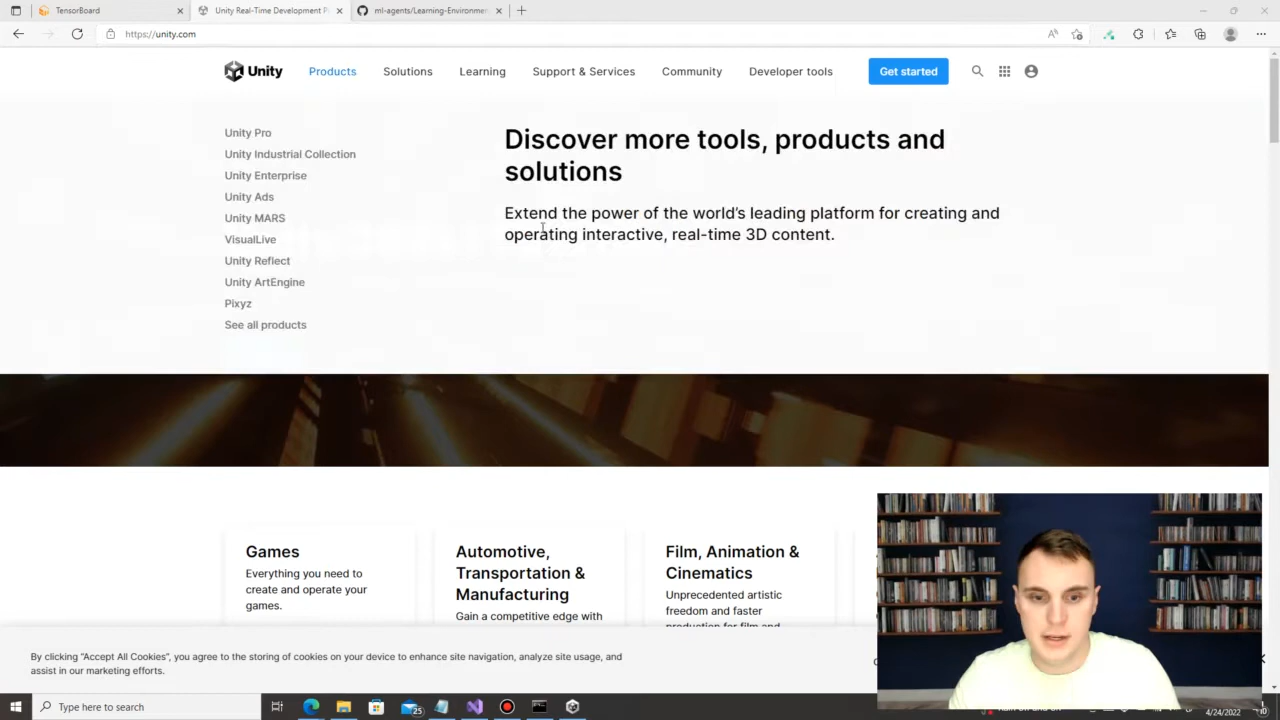 TensorBoard
Unity Real-Time Development P
ml-agents/Learning-Environmen
https://unity.com
Unity
Products
Solutions
Learning
Support & Services
Community
Developer tools
Get started
Unity Pro
Unity Industrial Collection
Unity Enterprise
Unity Ads
Unity MARS
VisualLive
Unity Reflect
Unity ArtEngine
Pixyz
See all products
Discover more tools, products and
solutions
Extend the power of the world's leading platform for creating and
operating interactive, real-time 3D content.
Games
Everything you need to
create and operate your
games.
Automotive,
Transportation &
Manufacturing
Gain a competitive edge with
Film, Animation &
Cinematics
Unprecedented artistic
freedom and faster
production for film and
By clicking "Accept All Cookies", you agree to the storing of cookies on your device to enhance site navigation, analyze site usage, and
assist in our marketing efforts.
Type here to search
25
4/24/2022